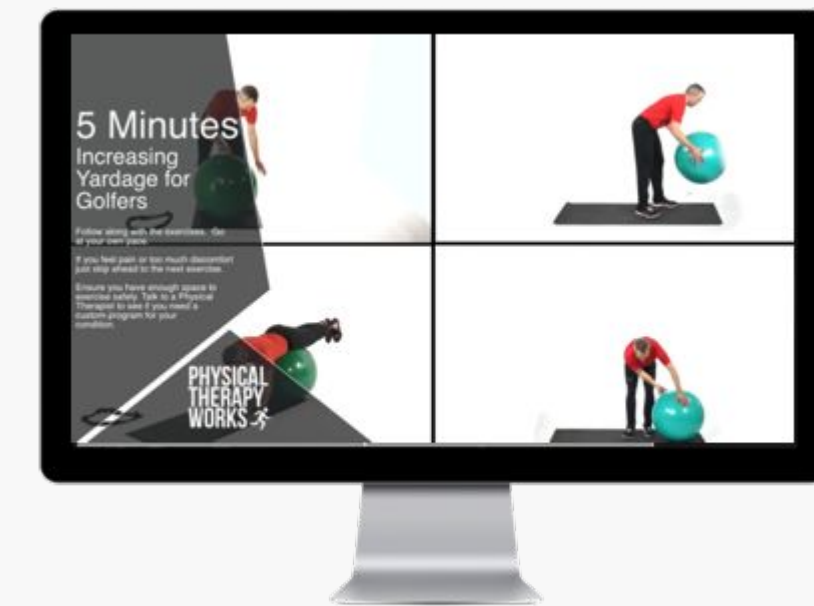 5 Minutes
Increasing
Yardage for
Golfers
Follow along with the exercises. Go
at your own pace.
If you feel pain or too much discomfort
just stop ahead to the next exercise.
Ensure you have enough space to
exercise safely. Talk to a Physical
Therapist to see if you need a
custom program for your
condition.
PHYSICAL
THERAPY
WORKS